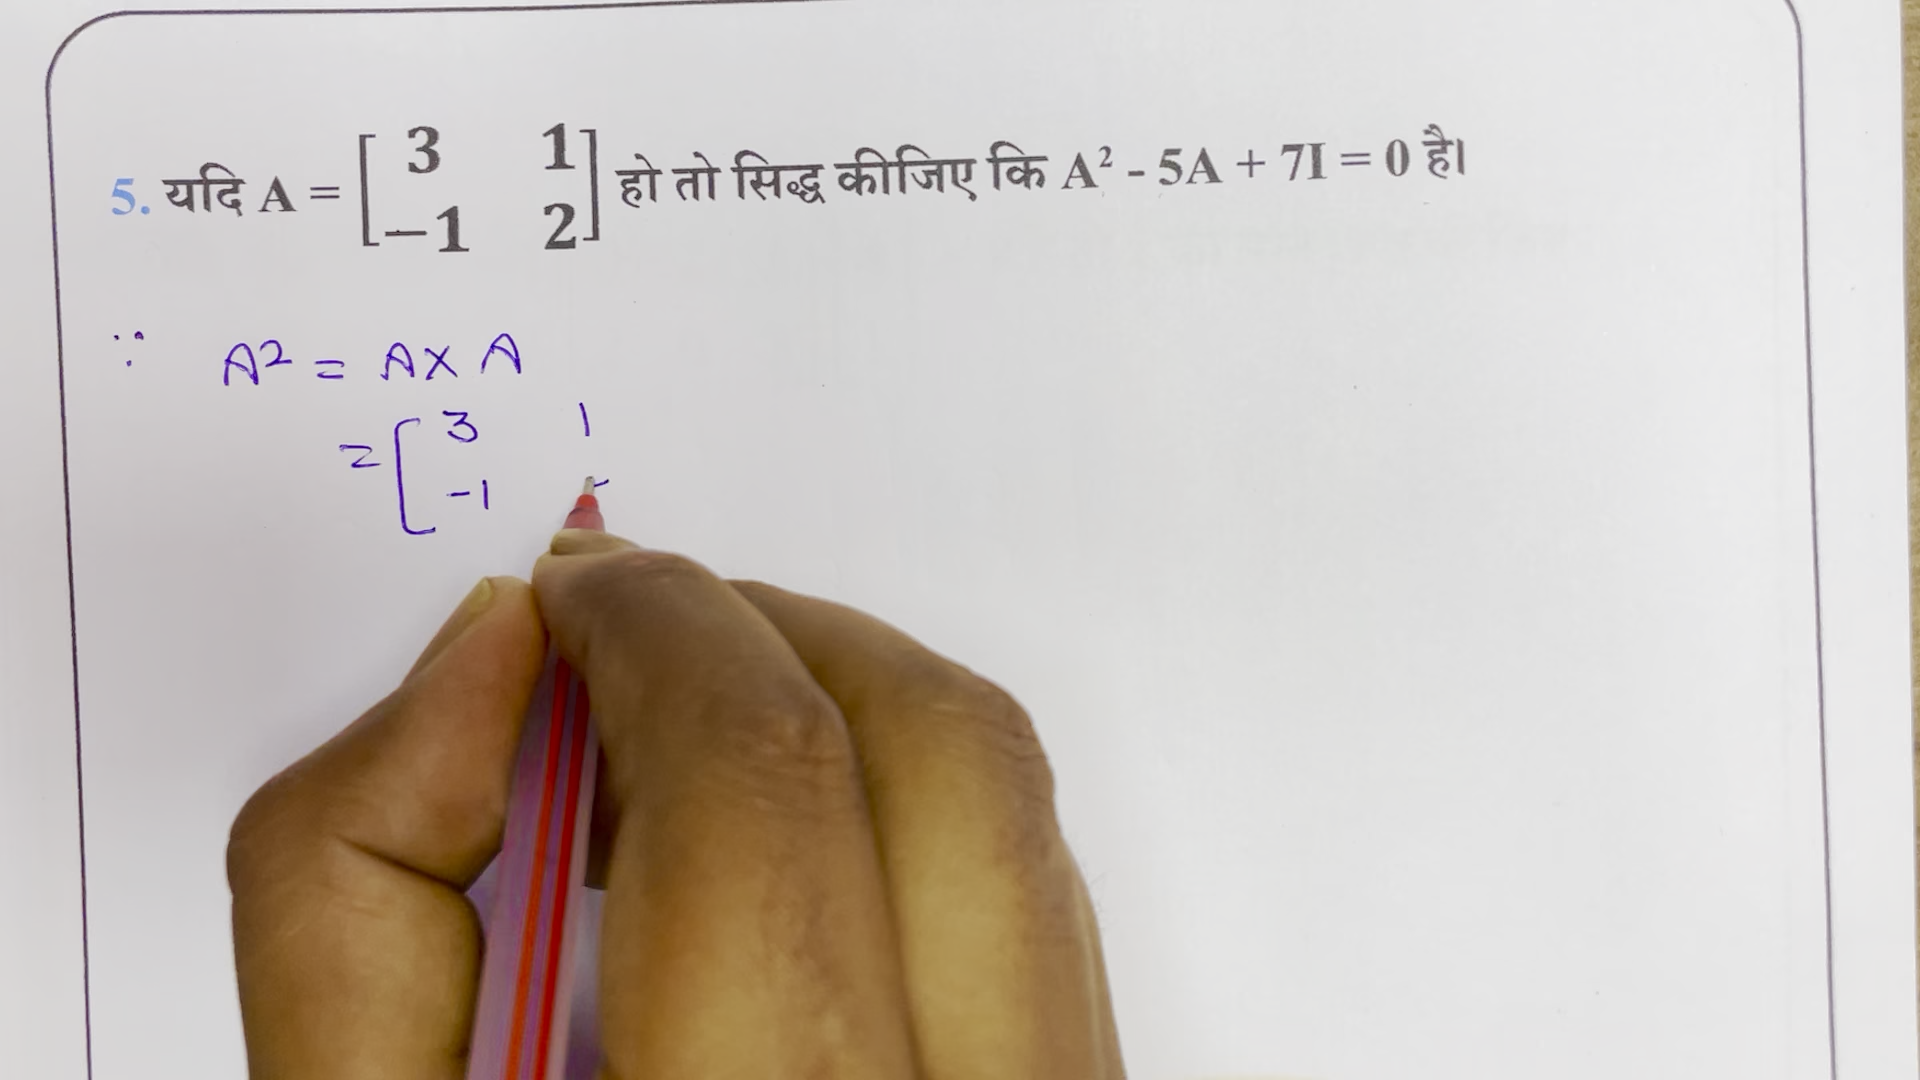 5. यदि A = [3 1
-1 2] हो तो सिद्ध कीजिए कि A² - 5A + 7I = 0 है।
∵ A² = A X A
= [3 1
-1